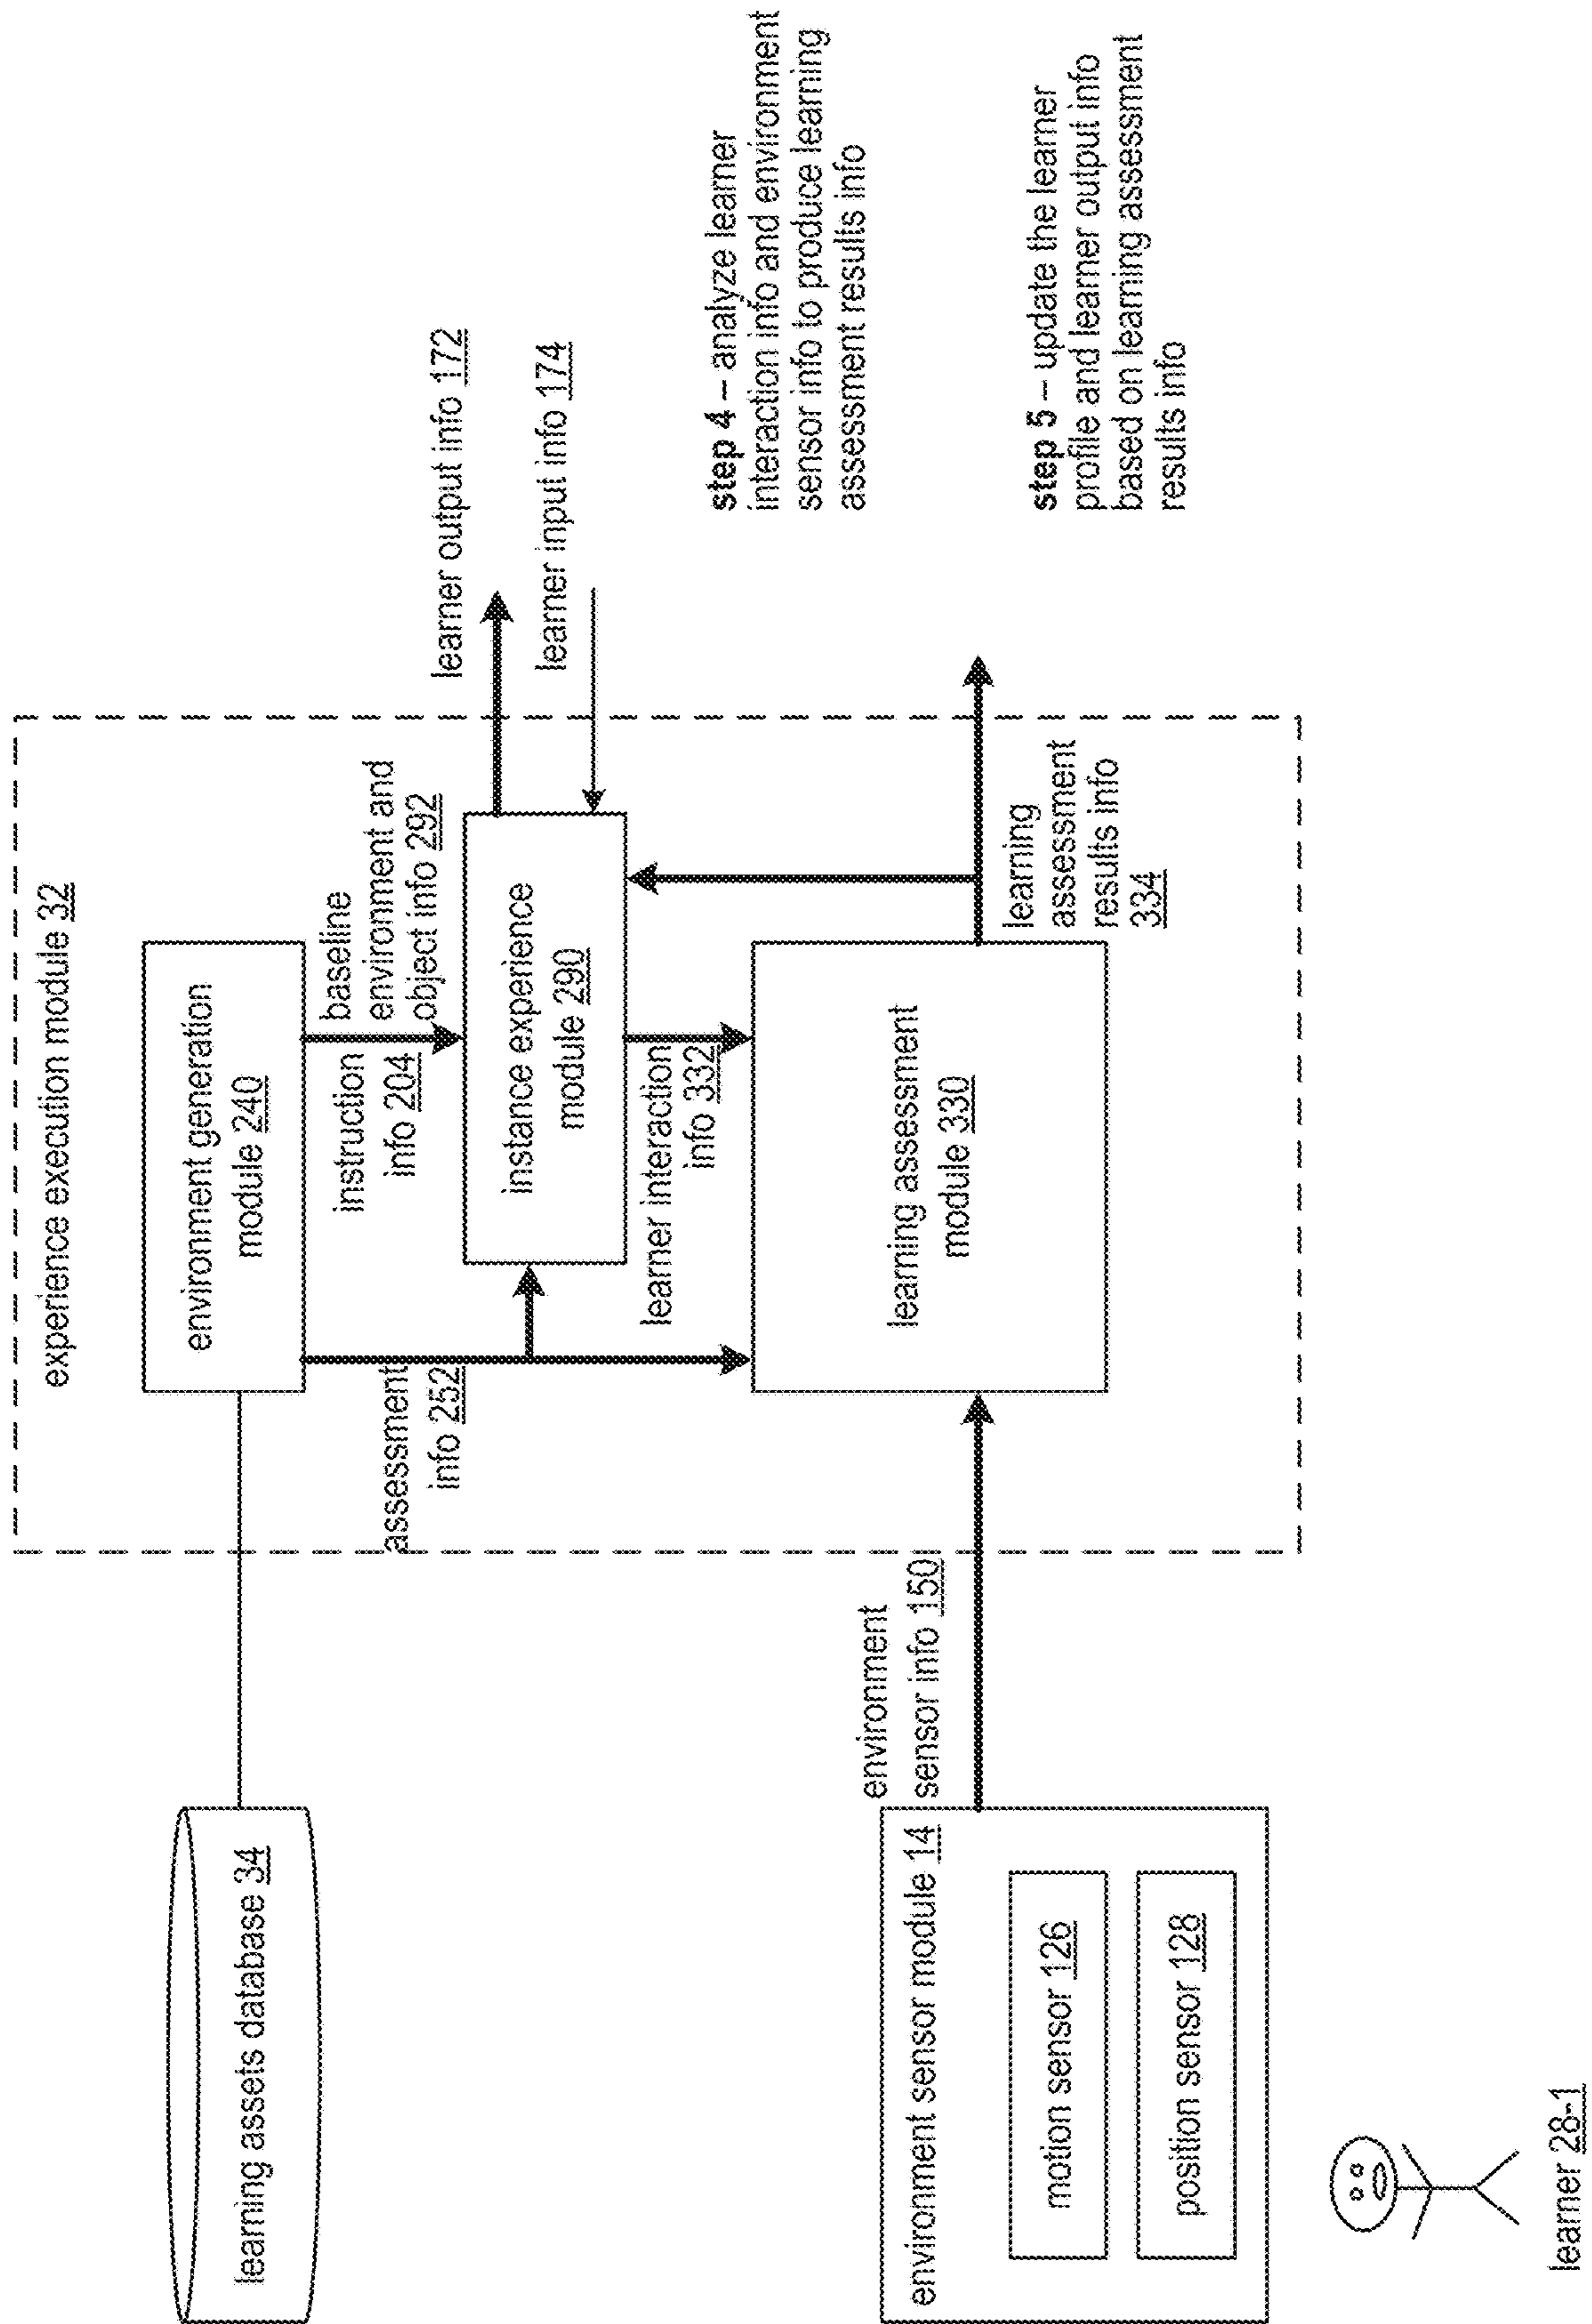 experience execution module 32
learning assets database 34
environment generation
module 240
assessment
info 252
instruction
info 204
baseline
environment and
object info 292
instance experience
module 290
learner output info 172
learner input info 174
learner interaction
info 332
environment sensor module 14
motion sensor 126
position sensor 128
environment
sensor info 150
learning assessment
module 330
learning
assessment
results info
334
step 4 – analyze learner
interaction info and environment
sensor info to produce learning
assessment results info
step 5 – update the learner
profile and learner output info
based on learning assessment
results info
learner 28-1